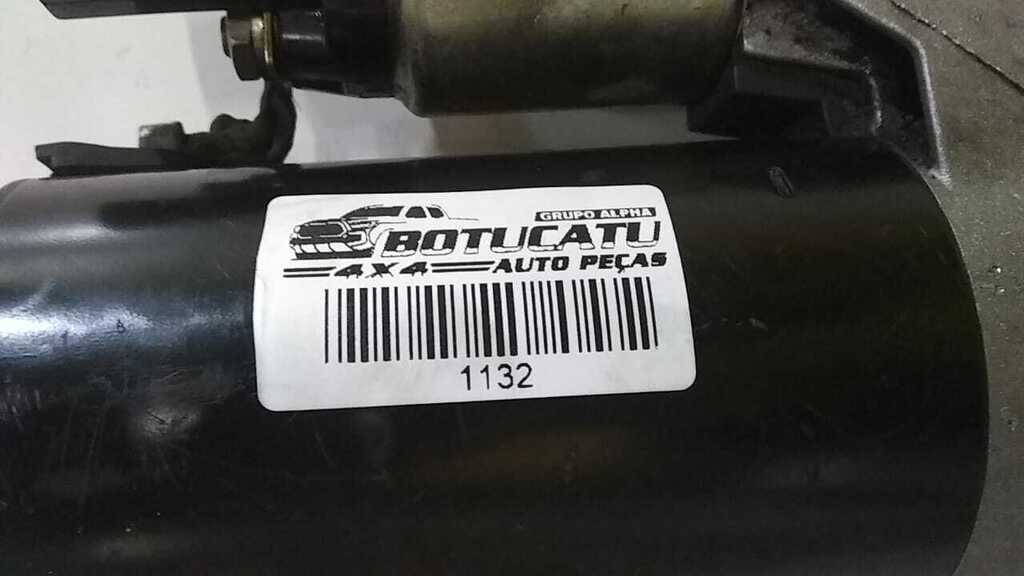 GRUPO ALPHA
BOTUCATU
4X4 AUTO PEÇAS
1132